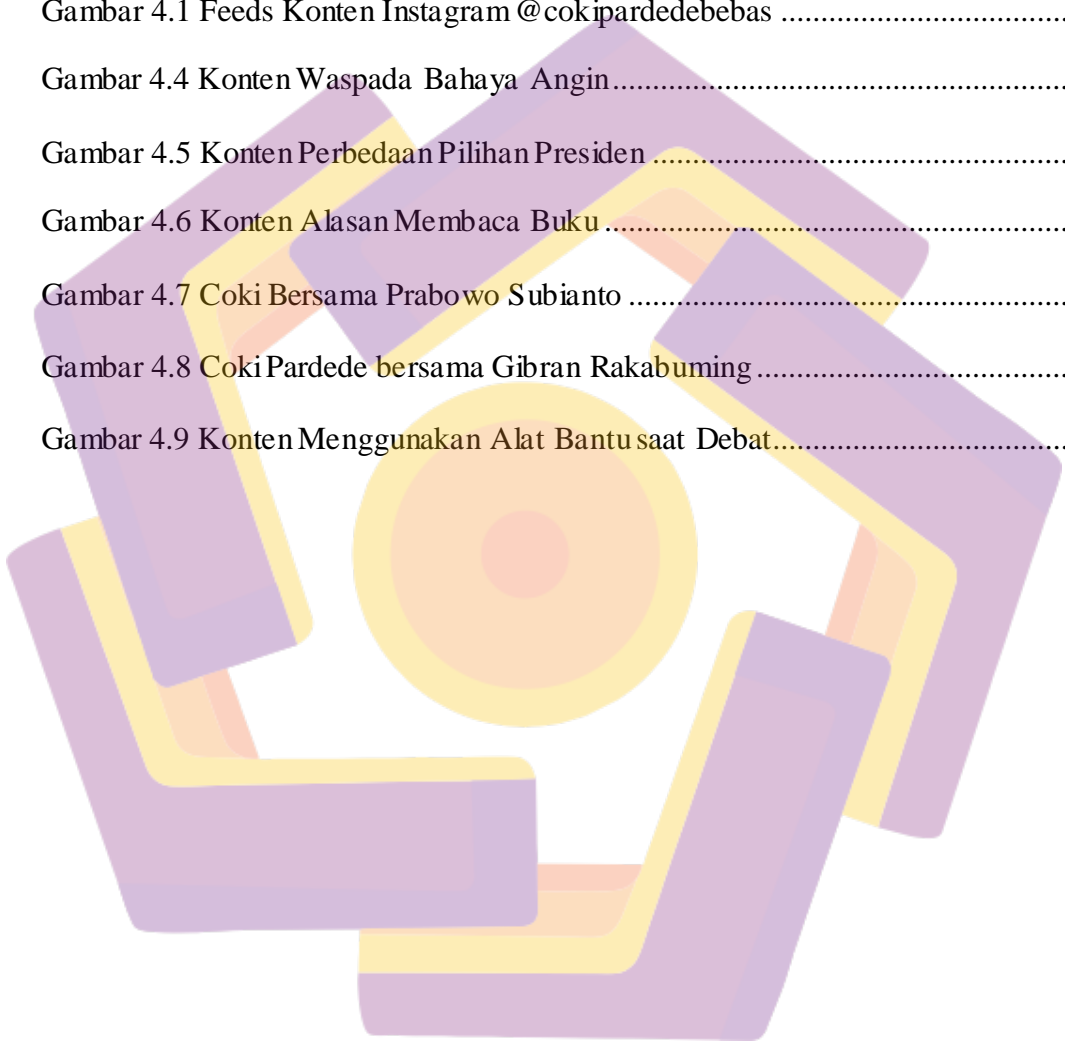 Gambar 4.1 Feeds Konten Instagram @cokipardedebebas ....................................
Gambar 4.4 Konten Waspada Bahaya Angin............................................................
Gambar 4.5 Konten Perbedaan Pilihan Presiden ......................................................
Gambar 4.6 Konten Alasan Membaca Buku ............................................................
Gambar 4.7 Coki Bersama Prabowo Subianto .........................................................
Gambar 4.8 Coki Pardede bersama Gibran Rakabuming ........................................
Gambar 4.9 Konten Menggunakan Alat Bantu saat Debat......................................